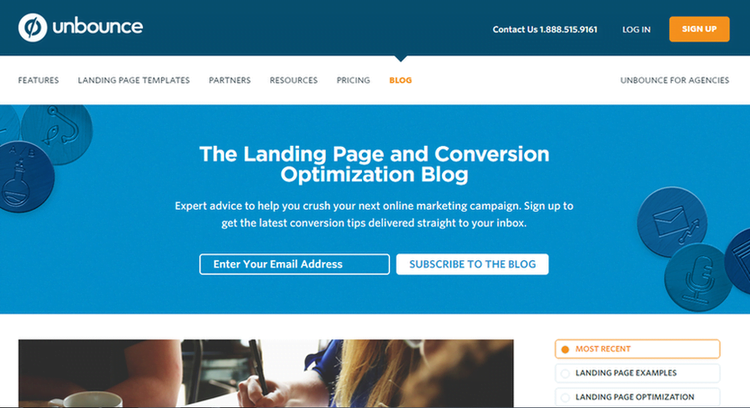 unbounce
Contact Us 1.888.515.9161
LOG IN
SIGN UP
FEATURES
LANDING PAGE TEMPLATES
PARTNERS
RESOURCES
PRICING
BLOG
UNBOUNCE FOR AGENCIES
The Landing Page and Conversion
Optimization Blog
Expert advice to help you crush your next online marketing campaign. Sign up to
get the latest conversion tips delivered straight to your inbox.
Enter Your Email Address
SUBSCRIBE TO THE BLOG
MOST RECENT
LANDING PAGE EXAMPLES
LANDING PAGE OPTIMIZATION